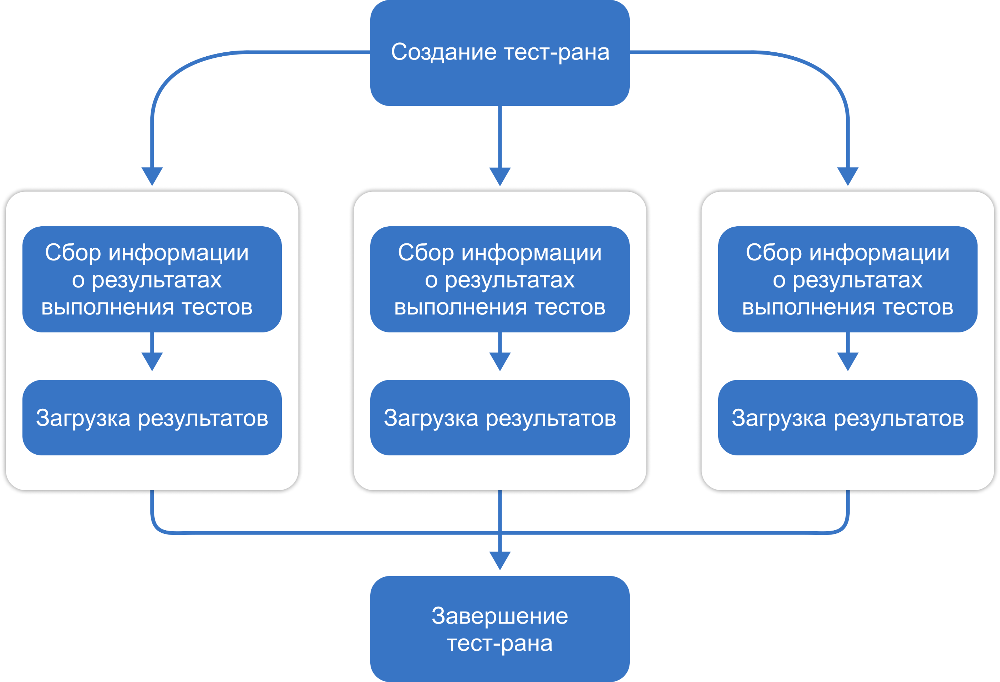 Создание тест-рана
Сбор информации
о результатах
выполнения тестов
Загрузка результатов
Сбор информации
о результатах
выполнения тестов
Загрузка результатов
Сбор информации
о результатах
выполнения тестов
Загрузка результатов
Завершение
тест-рана